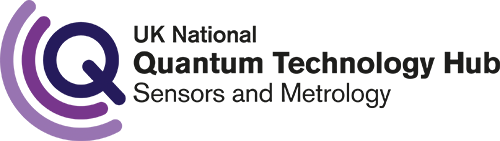 Q
UK National
Quantum Technology Hub
Sensors and Metrology